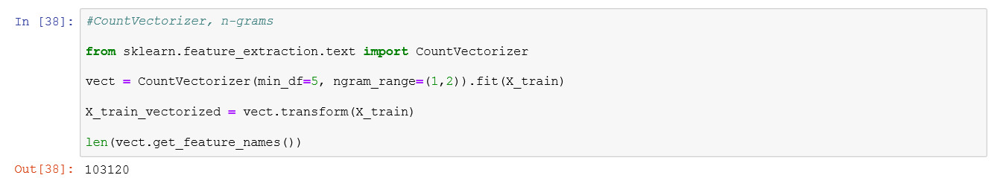 In [38]: #CountVectorizer, n-grams
from sklearn.feature_extraction.text import CountVectorizer
vect = CountVectorizer(min_df=5, ngram_range=(1,2)).fit(X_train)
X_train_vectorized = vect.transform(X_train)
len(vect.get_feature_names())
Out[38]: 103120